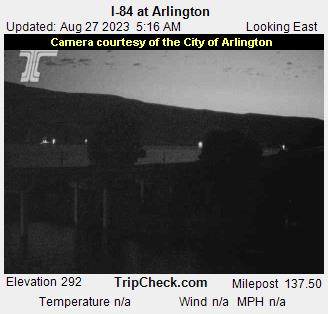 I-84 at Arlington
Updated: Aug 27 2023 5:16 AM Looking East
Camera courtesy of the City of Arlington
Elevation 292 TripCheck.com Milepost 137.50
Temperature n/a Wind n/a MPH n/a